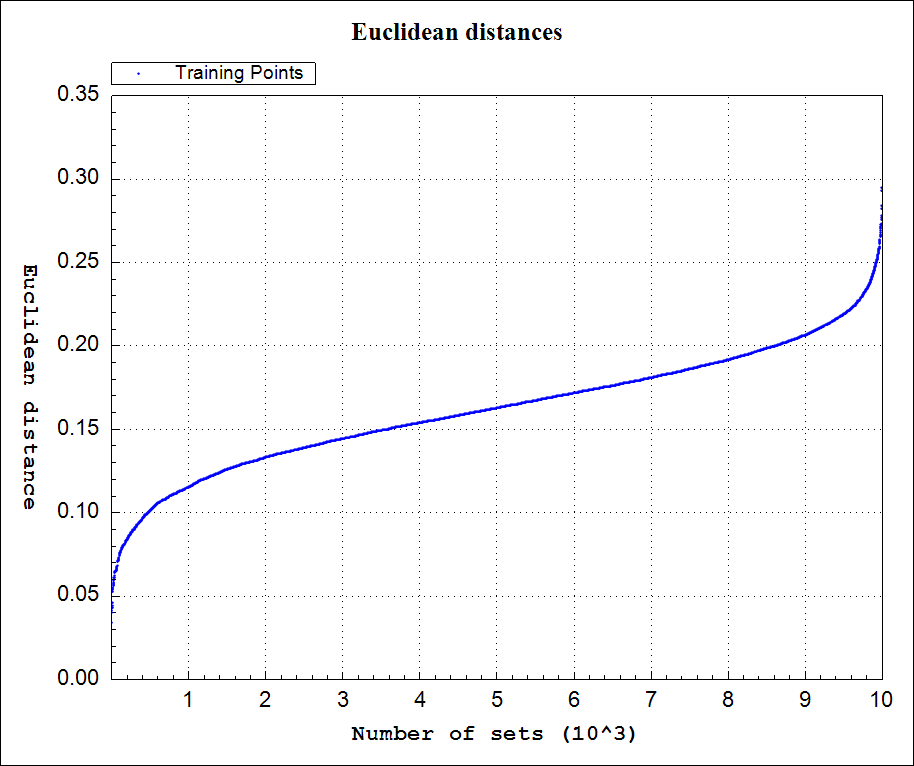 Euclidean distances
Training Points
0.35
0.30
0.25
0.20
0.15
0.10
0.05
0.00
Euclidean distance
1 2 3 4 5 6 7 8 9 10
Number of sets (10^3)